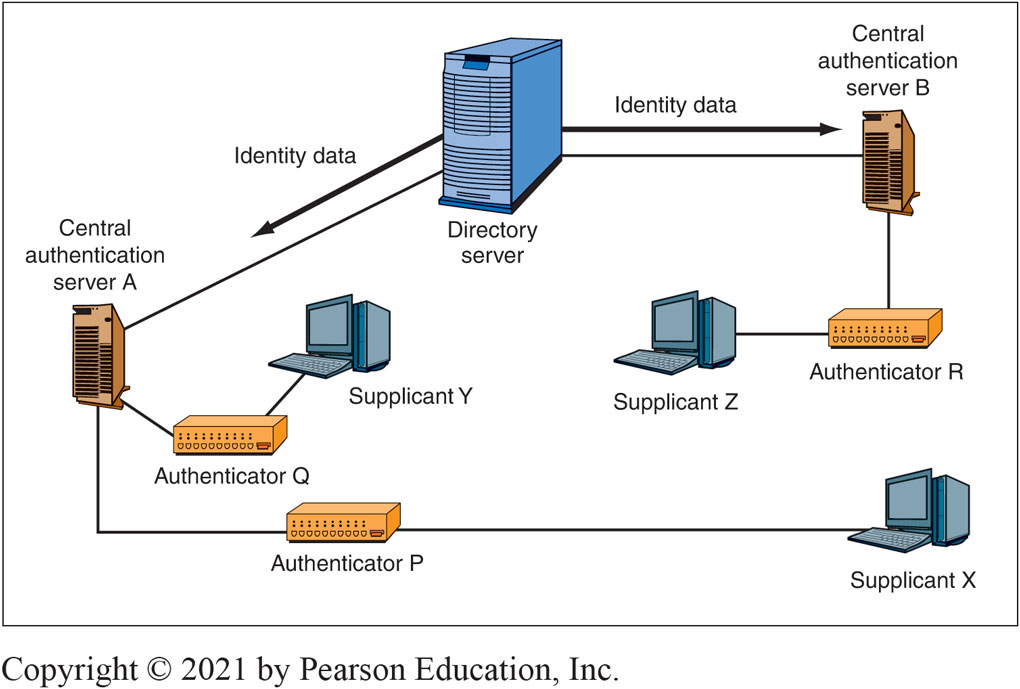 Central
authentication
server B
Identity data
Identity data
Directory
server
Central
authentication
server A
Supplicant Y
Supplicant Z
Authenticator R
Authenticator Q
Authenticator P
Supplicant X
Copyright © 2021 by Pearson Education, Inc.